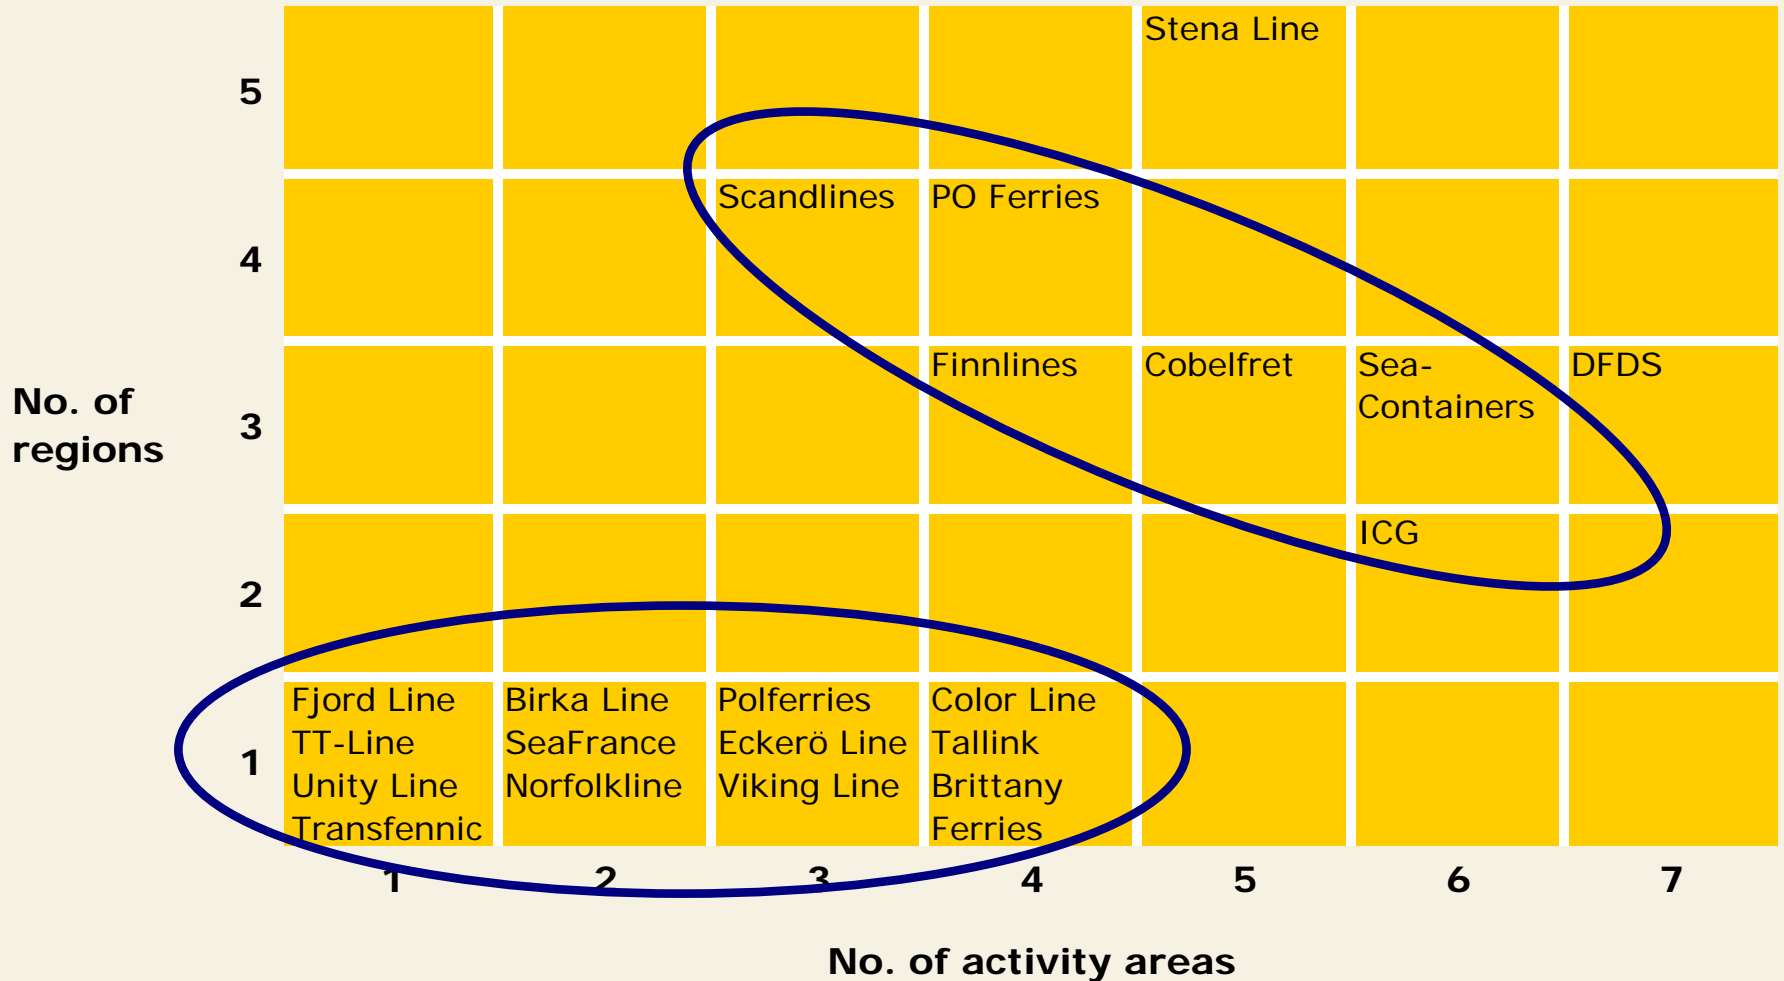 Stena Line
5
Scandlines PO Ferries
4
Finnlines Cobelfret Sea-
Containers DFDS
No. of
regions
3
ICG
2
Fjord Line Birka Line Polferries Color Line
TT-Line SeaFrance Eckerö Line Tallink
1
Unity Line Norfolkline Viking Line Brittany
Transfennic Ferries
1 2 3 4 5 6 7
No. of activity areas